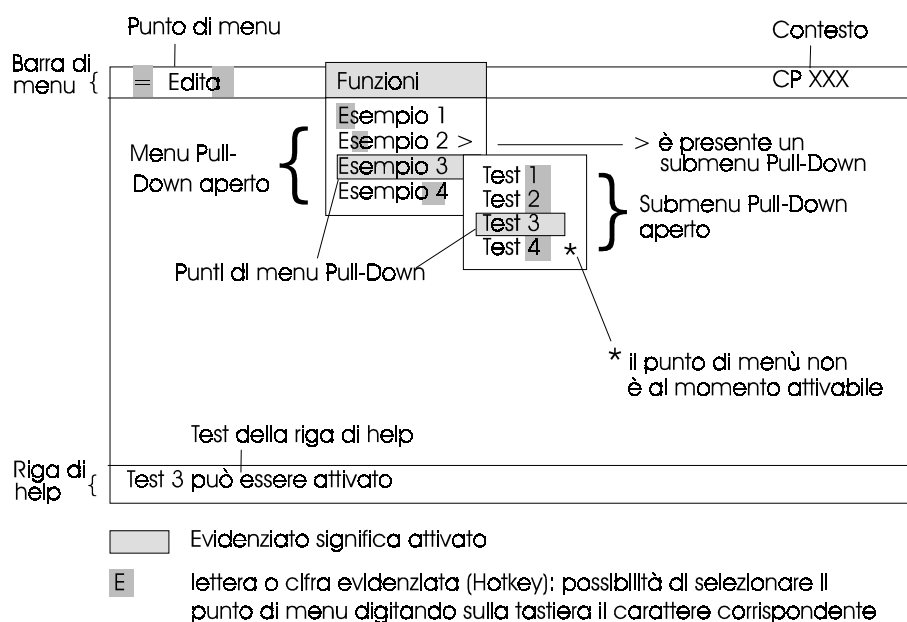 Punto di menu
Contesto
Barra di
menu {
= Edita
Funzioni
CP XXX
Esempio 1
Esempio 2 >
Esempio 3
Esempio 4
Menu Pull-
Down aperto
> è presente un
submenu Pull-Down
Test 1
Test 2
Test 3
Test 4 *
Submenu Pull-Down
aperto
Punti di menu Pull-Down
* il punto di menù non
è al momento attivabile
Test della riga di help
Riga di
help {
Test 3 può essere attivato
Evidenziato significa attivato
E lettera o cifra evidenziata (Hotkey): possibilità di selezionare il
punto di menu digitando sulla tastiera il carattere corrispondente